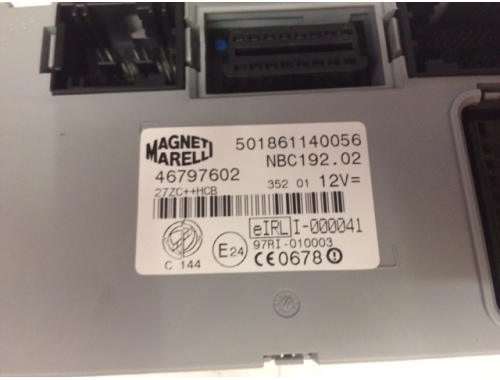 MAGNETI MARELLI
501861140056
NBC192.02
46797602
352 01 12V=
27ZC++HCB
eIRL I-000041
97RI-010003
C 144
E24
CE0678